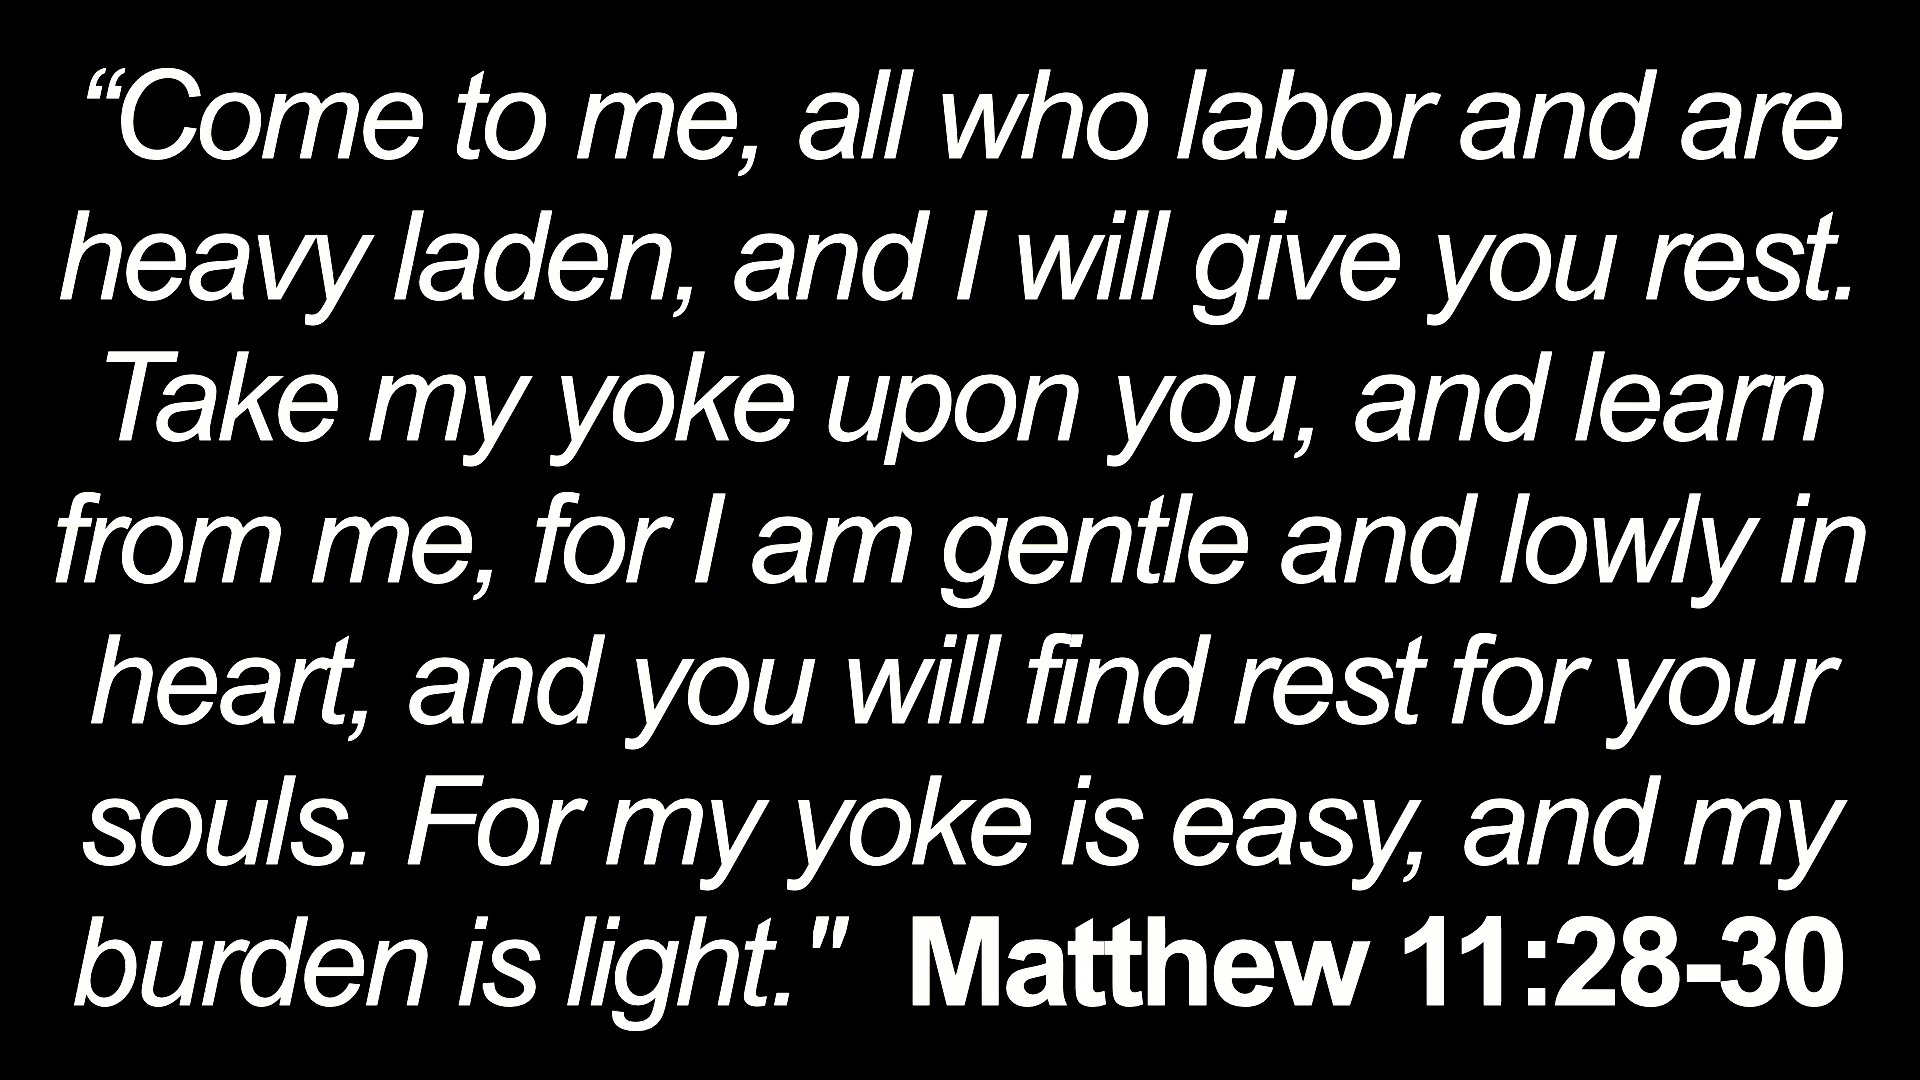 “Come to me, all who labor and are
heavy laden, and I will give you rest.
Take my yoke upon you, and learn
from me, for I am gentle and lowly in
heart, and you will find rest for your
souls. For my yoke is easy, and my
burden is light."  Matthew 11:28-30